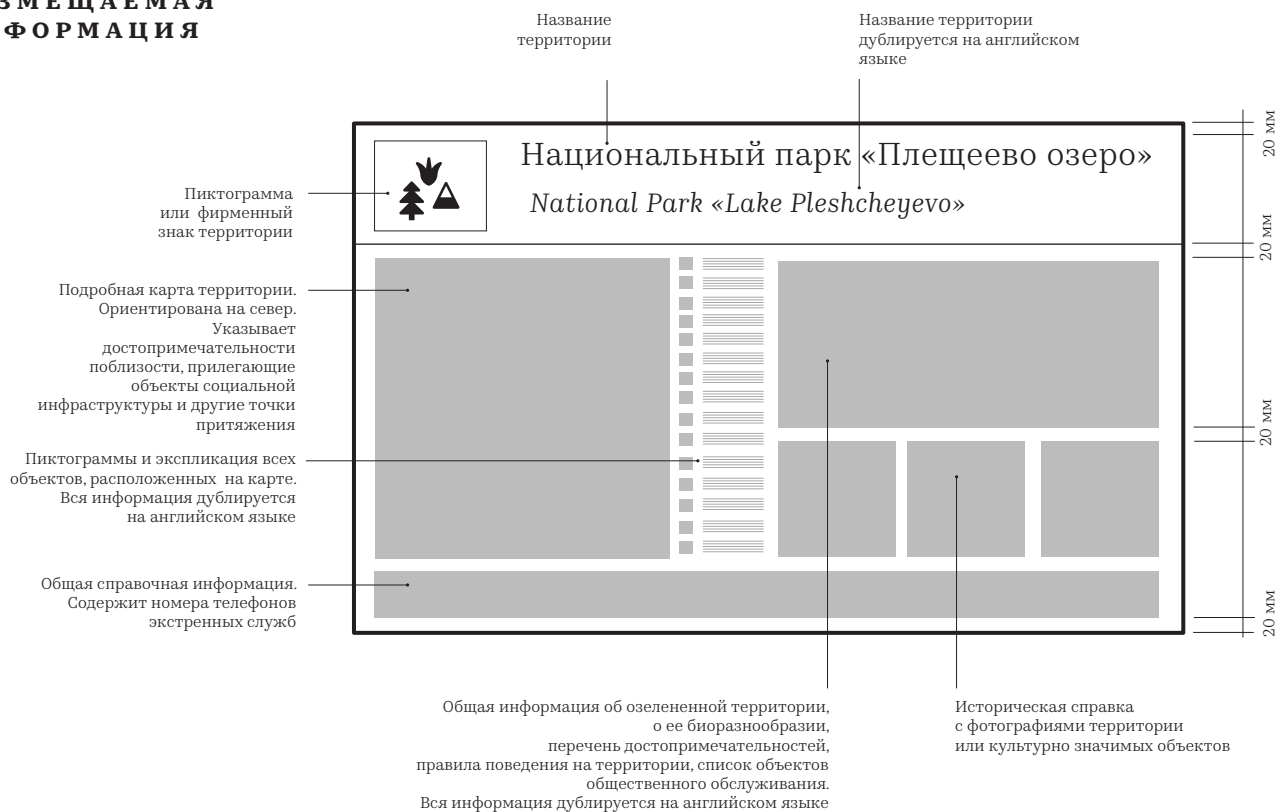 ФОРМАЦИЯ
Название
территории
Название территории
дублируется на английском
языке
Национальный парк «Плещеево озеро»
National Park «Lake Pleshcheyevo»
Пиктограмма
или фирменный
знак территории
Подробная карта территории.
Ориентирована на север.
Указывает
достопримечательности
поблизости, прилегающие
объекты социальной
инфраструктуры и другие точки
притяжения
Пиктограммы и экспликация всех
объектов, расположенных на карте.
Вся информация дублируется
на английском языке
Общая справочная информация.
Содержит номера телефонов
экстренных служб
20 мм
20 мм
20 мм
20 мм
Общая информация об озелененной территории,
о ее биоразнообразии,
перечень достопримечательностей,
правила поведения на территории, список объектов
общественного обслуживания.
Вся информация дублируется на английском языке
Историческая справка
с фотографиями территории
или культурно значимых объектов